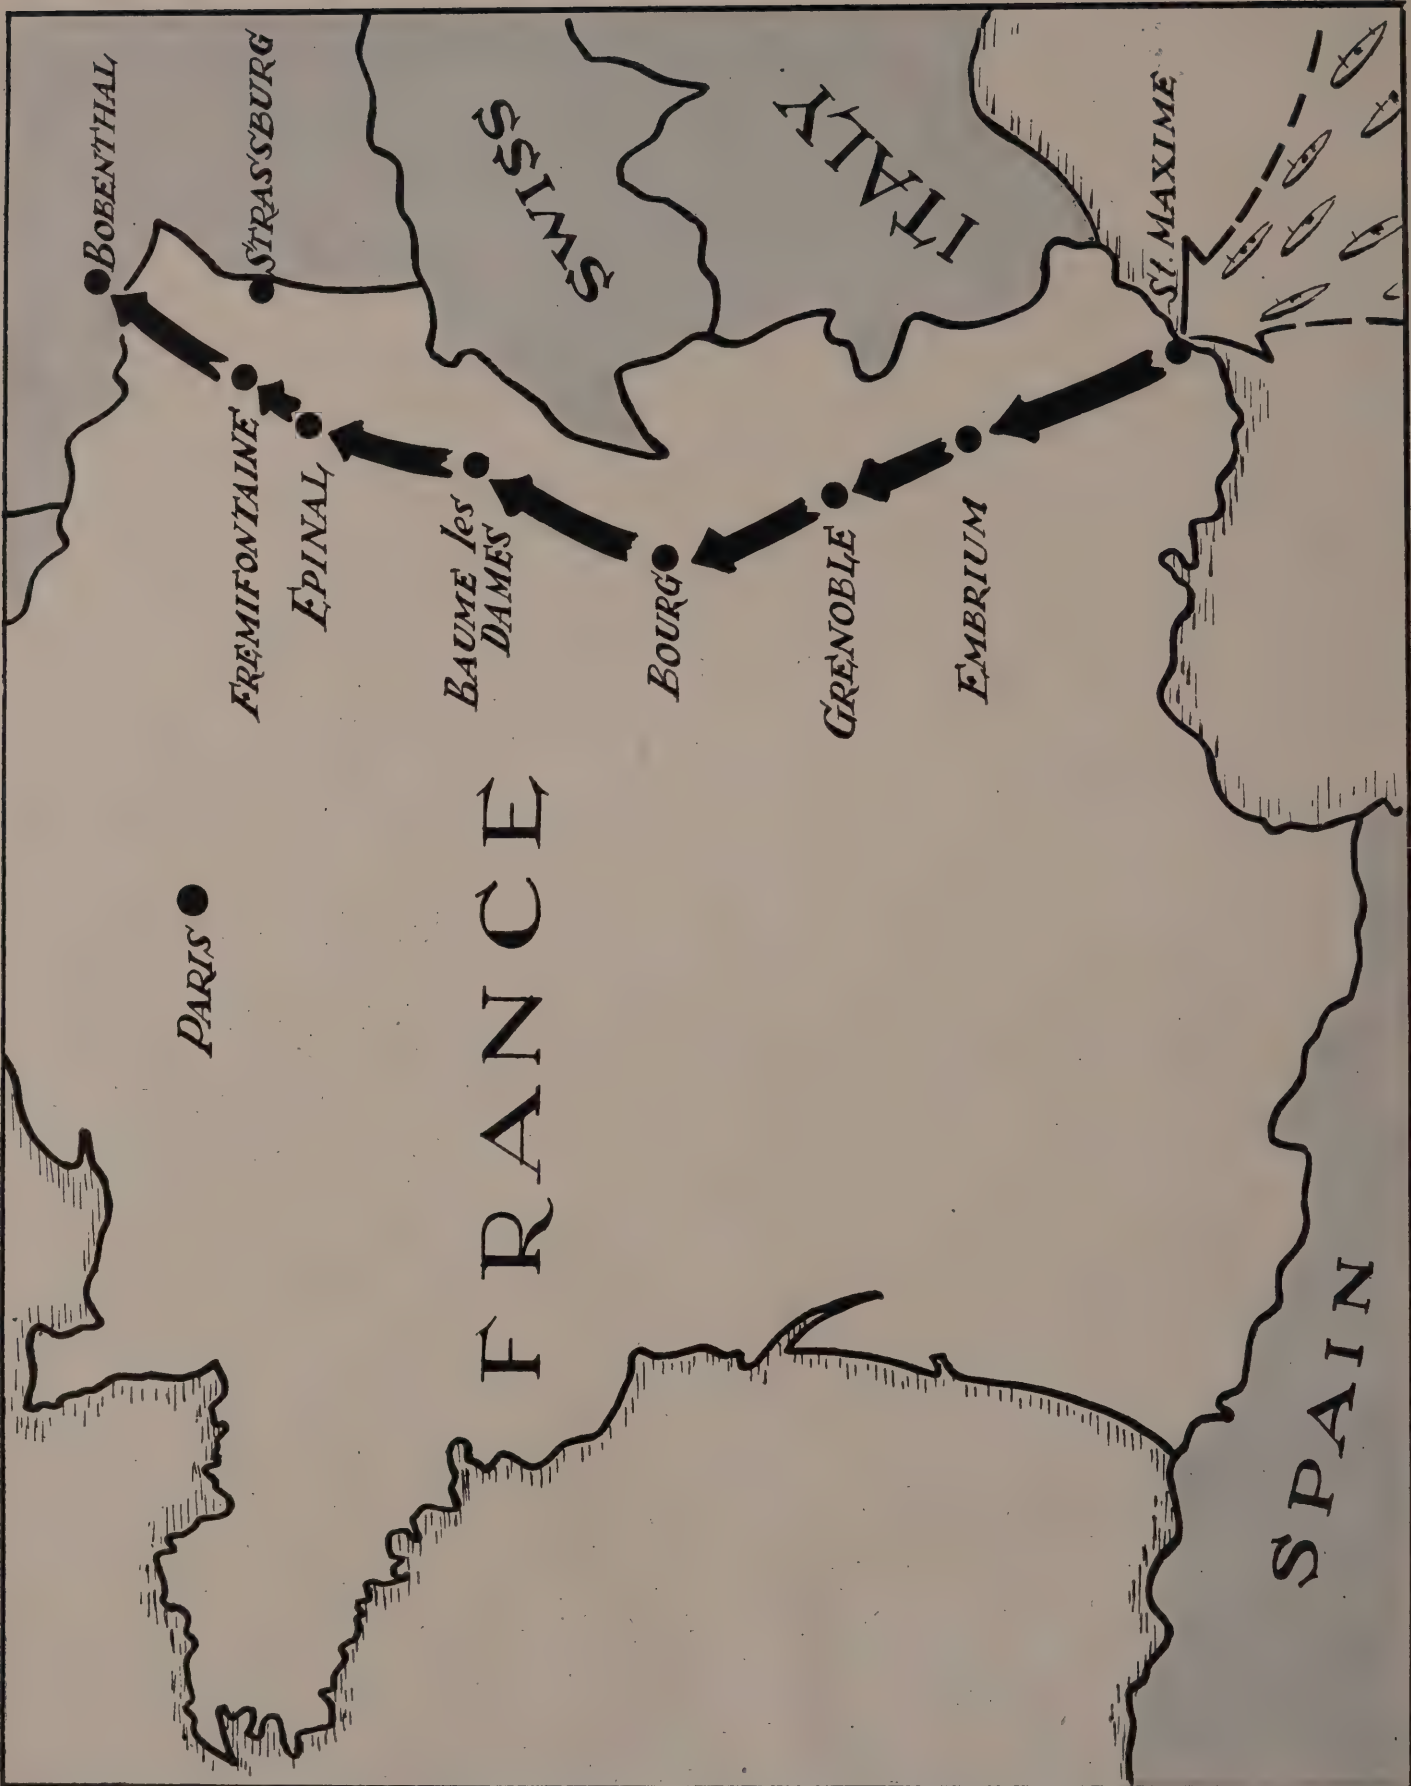 BOBENTHAL
STRASSBURG
FREMIFONTAINE
EPINAL
PARIS
BAUME les
DAMES
FRANCE
SWISS
BOURG
GRENOBLE
ITALY
EMBRIUM
ST. MAXIME
SPAIN